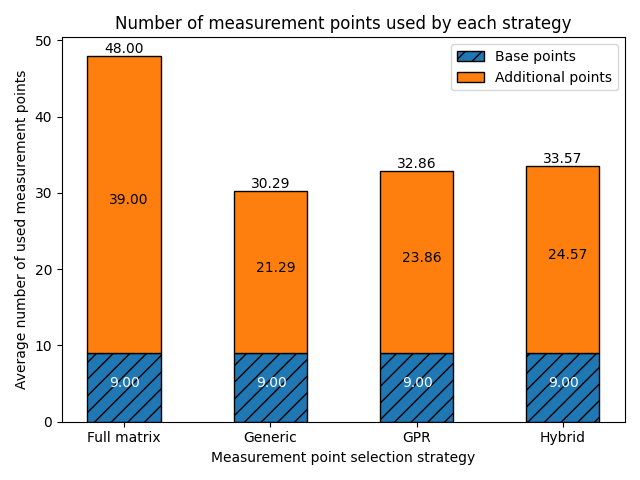 Number of measurement points used by each strategy
Average number of used measurement points
50
40
30
20
10
0
Base points
Additional points
48.00
30.29
32.86
33.57
39.00
21.29
23.86
24.57
9.00
9.00
9.00
9.00
Full matrix
Generic
GPR
Hybrid
Measurement point selection strategy